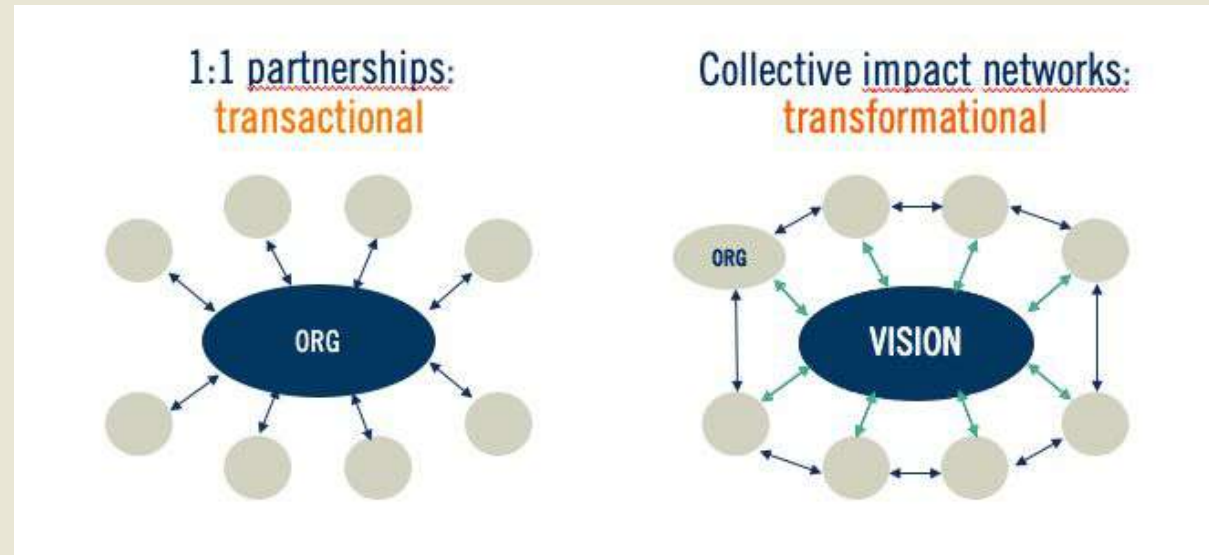 1:1 partnerships:
transactional
ORG
Collective impact networks:
transformational
ORG
VISION